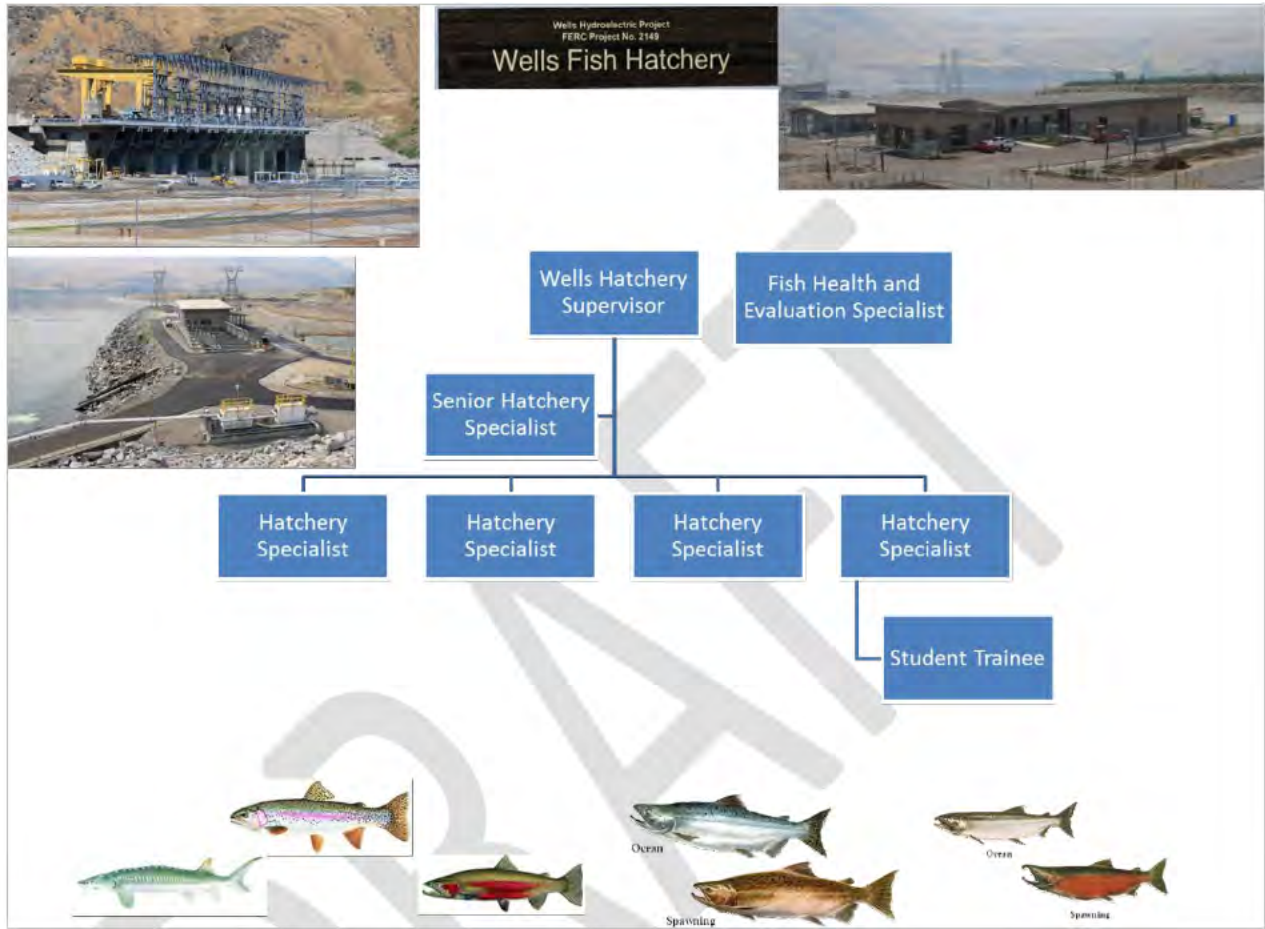 Wells Hydroelectric Project
FERC Project No. 2149
Wells Fish Hatchery
Wells Hatchery
Supervisor
Fish Health and
Evaluation Specialist
Senior Hatchery
Specialist
Hatchery
Specialist
Hatchery
Specialist
Hatchery
Specialist
Hatchery
Specialist
Student Trainee
Ocean
Spawning
Ocean
Spawning
DRAFT